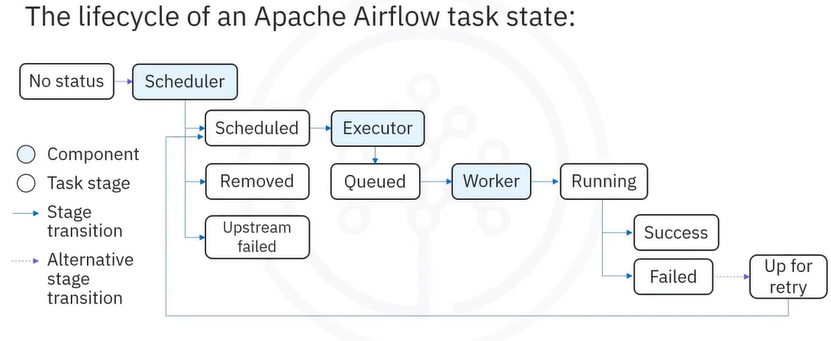 The lifecycle of an Apache Airflow task state:
No status
Scheduler
Scheduled
Executor
Component
Task stage
Removed
Queued
Worker
Running
Stage
transition
Upstream
failed
Success
Alternative
stage
transition
Failed
Up for
retry